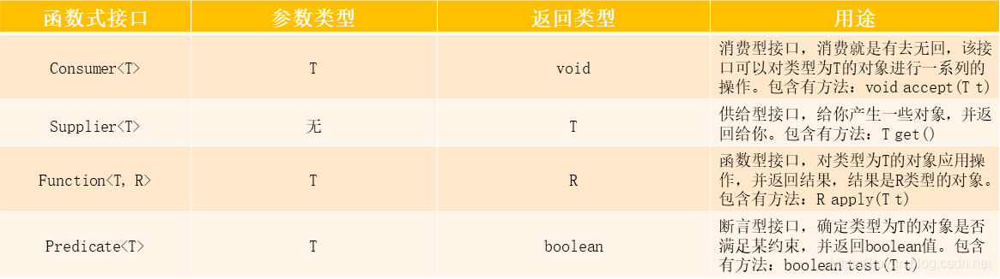 函数式接口 参数类型 返回类型 用途
Consumer<T> T void
消费型接口，消费就是有去无回，该接
口可以对类型为T的对象进行一系列的
操作。包含有方法：void accept(T t)
Supplier<T> 无 T
供给型接口，给你产生一些对象，并返
回给你。包含有方法：T get()
Function<T, R> T R
函数型接口，对类型为T的对象应用操
作，并返回结果，结果是R类型的对象。
包含有方法：R apply(T t)
Predicate<T> T boolean
断言型接口，确定类型为T的对象是否
满足某约束，并返回boolean值。包含
有方法：boolean test(T t)